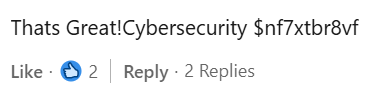 Thats Great!Cybersecurity $nf7xtbr8vf
Like · 2 | Reply · 2 Replies